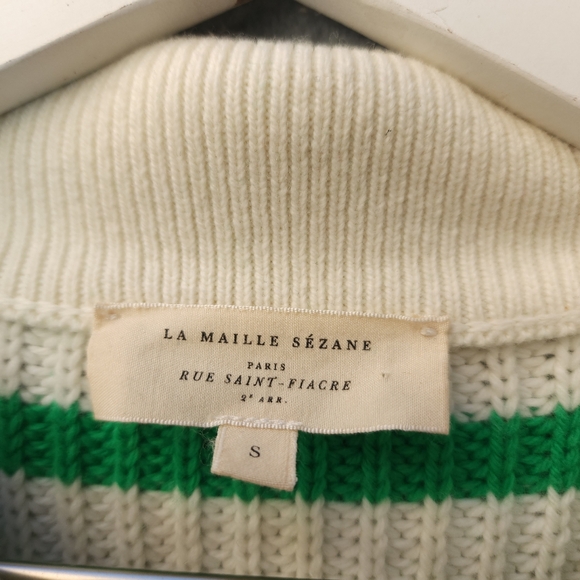 LA MAILLE SÉZANE
PARIS
RUE SAINT-FIACRE
2e ARR.
S